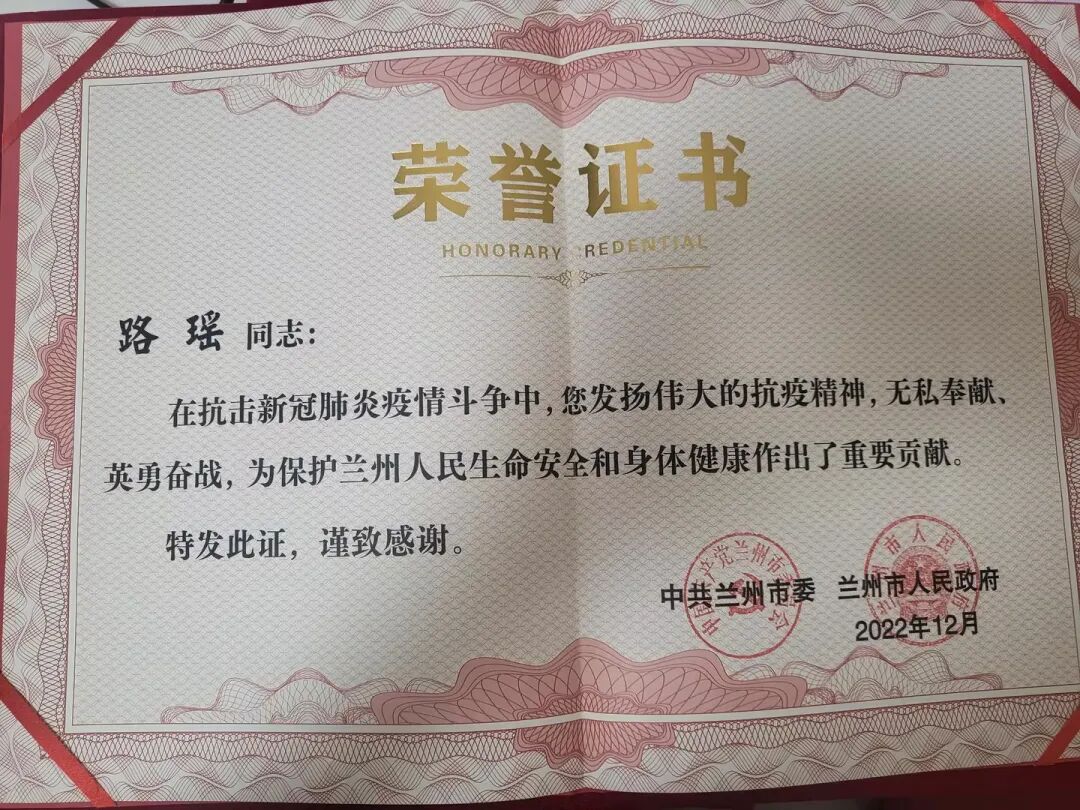 荣誉证书
HONORARY CREDENTIAL
路瑶 同志：
在抗击新冠肺炎疫情斗争中，您发扬伟大的抗疫精神，无私奉献、
英勇奋战，为保护兰州人民生命安全和身体健康作出了重要贡献。
特发此证，谨致感谢。
中共兰州市委 兰州市人民政府
2022年12月